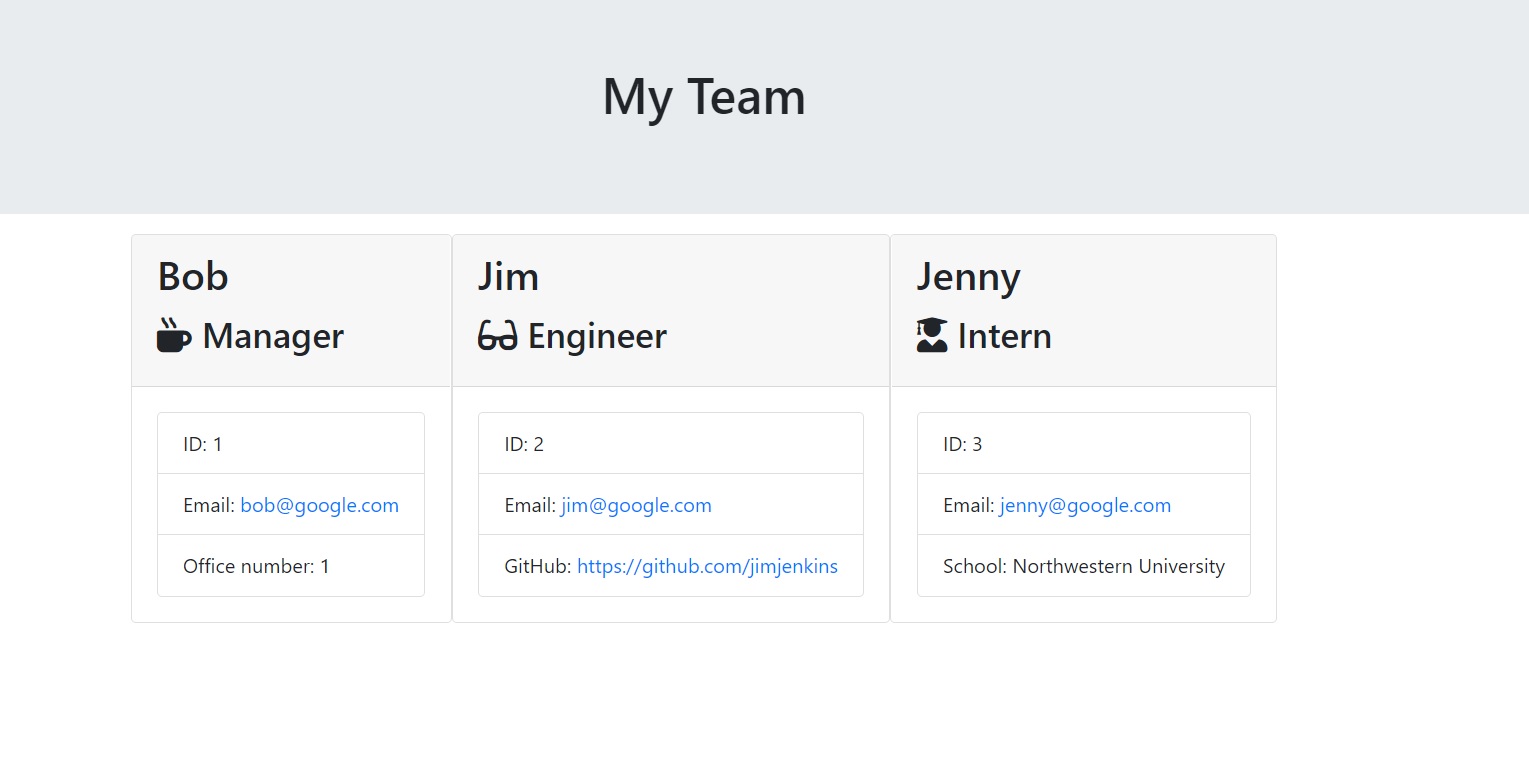 My Team
Bob
Manager
ID: 1
Email: bob@google.com
Office number: 1
Jim
Engineer
ID: 2
Email: jim@google.com
GitHub: https://github.com/jimjenkins
Jenny
Intern
ID: 3
Email: jenny@google.com
School: Northwestern University